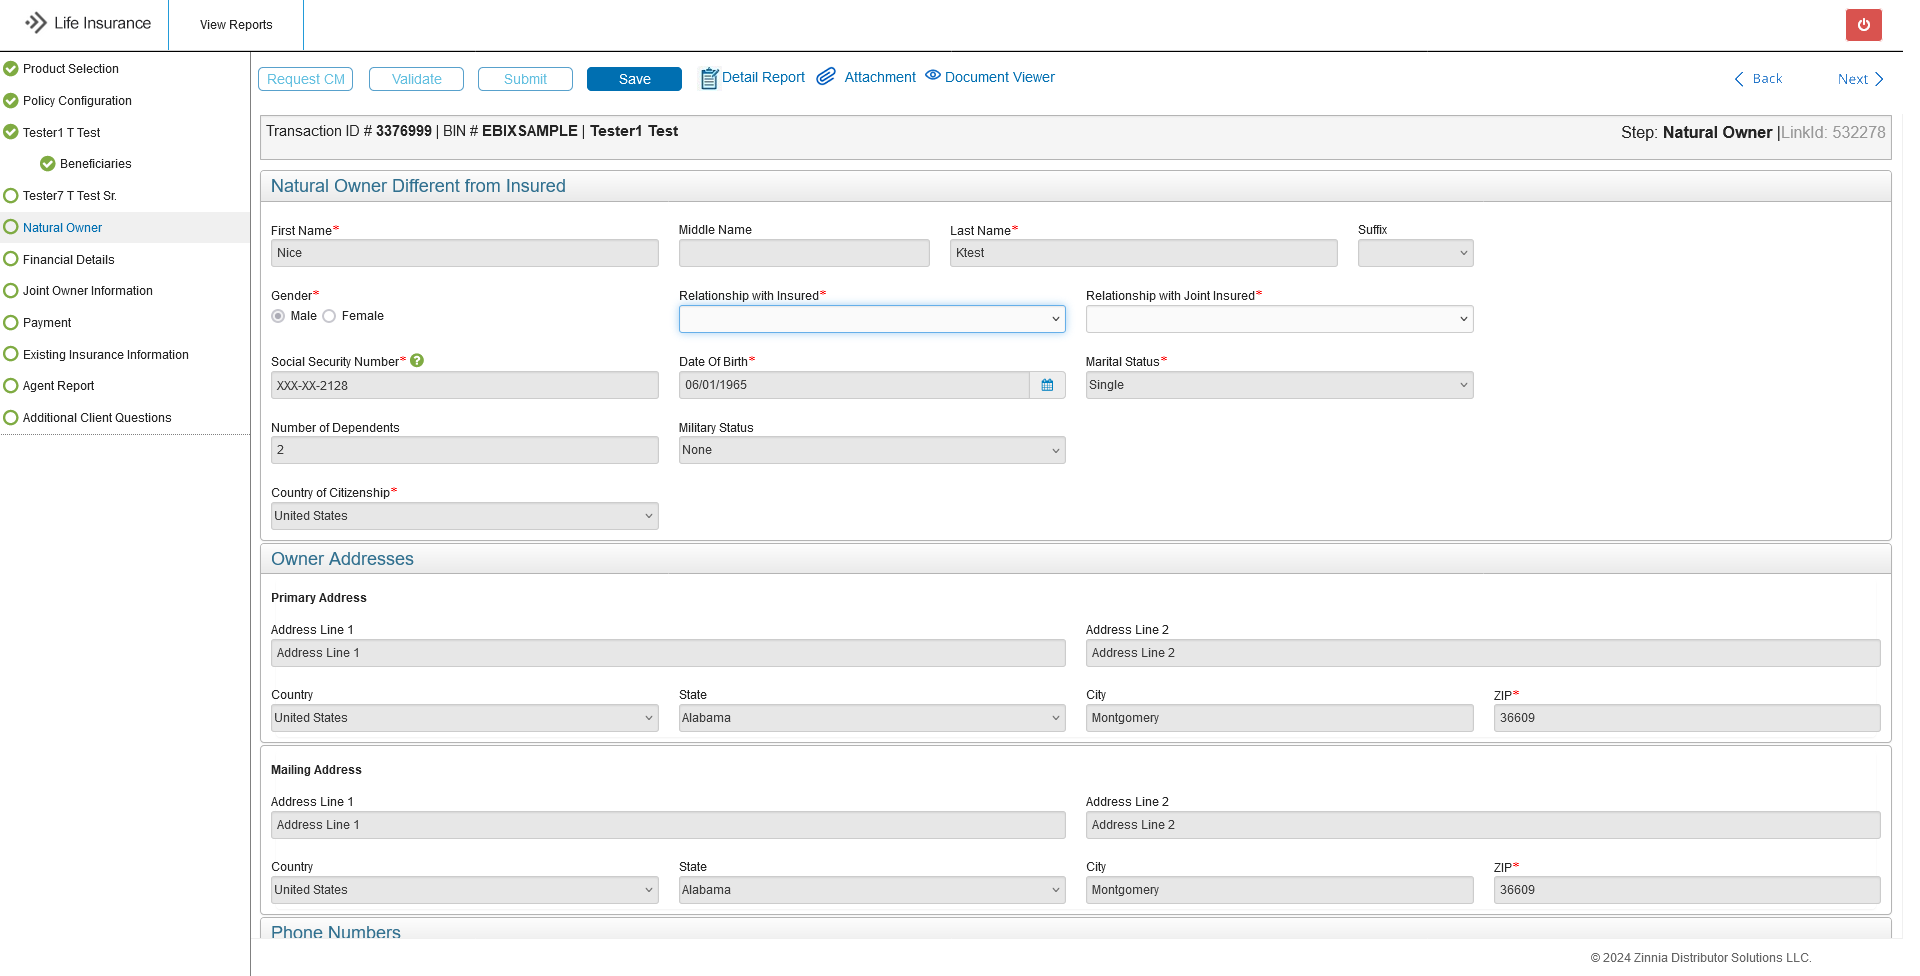 Life Insurance
View Reports
Product Selection
Policy Configuration
Tester1 T Test
Beneficiaries
Tester7 T Test Sr.
Natural Owner
Financial Details
Joint Owner Information
Payment
Existing Insurance Information
Agent Report
Additional Client Questions
Request CM Validate Submit Save Detail Report Attachment Document Viewer Back Next
Transaction ID # 3376999 | BIN # EBIXSAMPLE | Tester1 Test Step: Natural Owner |LinkId: 532278
Natural Owner Different from Insured
First Name* Middle Name Last Name* Suffix
Nice Ktest
Gender* Relationship with Insured* Relationship with Joint Insured*
Male Female
Social Security Number* ? Date Of Birth* Marital Status*
XXX-XX-2128 06/01/1965 Single
Number of Dependents Military Status
2 None
Country of Citizenship*
United States
Owner Addresses
Primary Address
Address Line 1 Address Line 2
Address Line 1 Address Line 2
Country State City ZIP*
United States Alabama Montgomery 36609
Mailing Address
Address Line 1 Address Line 2
Address Line 1 Address Line 2
Country State City ZIP*
United States Alabama Montgomery 36609
Phone Numbers
© 2024 Zinnia Distributor Solutions LLC.